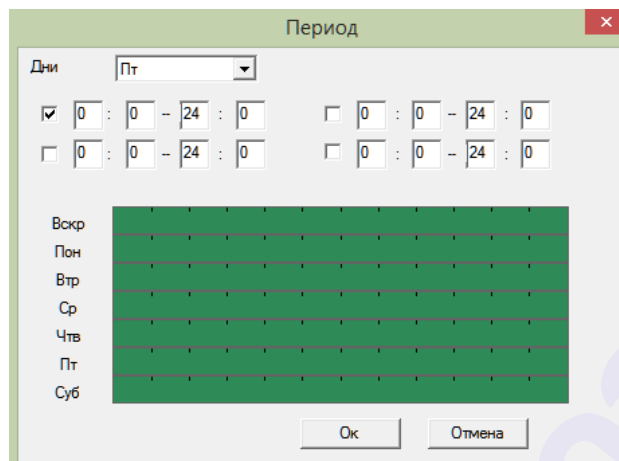 Период
Дни Пт
0 : 0 -- 24 : 0 0 : 0 -- 24 : 0
0 : 0 -- 24 : 0 0 : 0 -- 24 : 0
Вскр
Пон
Втр
Ср
Чтв
Пт
Суб
Ок Отмена